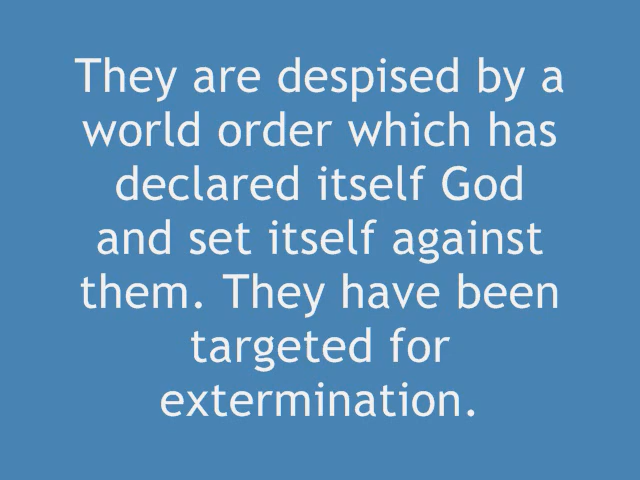 They are despised by a
world order which has
declared itself God
and set itself against
them. They have been
targeted for
extermination.